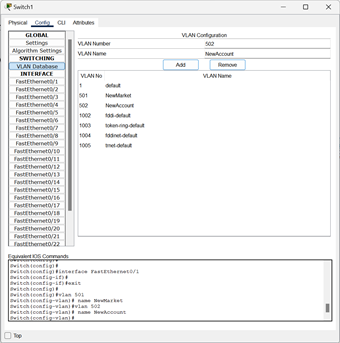 Switch1
Physical Config CLI Attributes
GLOBAL
Settings
Algorithm Settings
SWITCHING
VLAN Database
INTERFACE
FastEthernet0/1
FastEthernet0/2
FastEthernet0/3
FastEthernet0/4
FastEthernet0/5
FastEthernet0/6
FastEthernet0/7
FastEthernet0/8
FastEthernet0/9
FastEthernet0/10
FastEthernet0/11
FastEthernet0/12
FastEthernet0/13
FastEthernet0/14
FastEthernet0/15
FastEthernet0/16
FastEthernet0/17
FastEthernet0/18
FastEthernet0/19
FastEthernet0/20
FastEthernet0/21
FastEthernet0/22
VLAN Configuration
VLAN Number 502
VLAN Name NewAccount
Add Remove
VLAN No VLAN Name
1 default
501 NewMarket
502 NewAccount
1002 fddi-default
1003 token-ring-default
1004 fddinet-default
1005 trnet-default
Equivalent IOS Commands
Switch(config)#
Switch(config)#interface FastEthernet0/1
Switch(config-if)#
Switch(config-if)#exit
Switch(config)#
Switch(config)#vlan 501
Switch(config-vlan)# name NewMarket
Switch(config-vlan)#vlan 502
Switch(config-vlan)# name NewAccount
Switch(config-vlan)#
Top